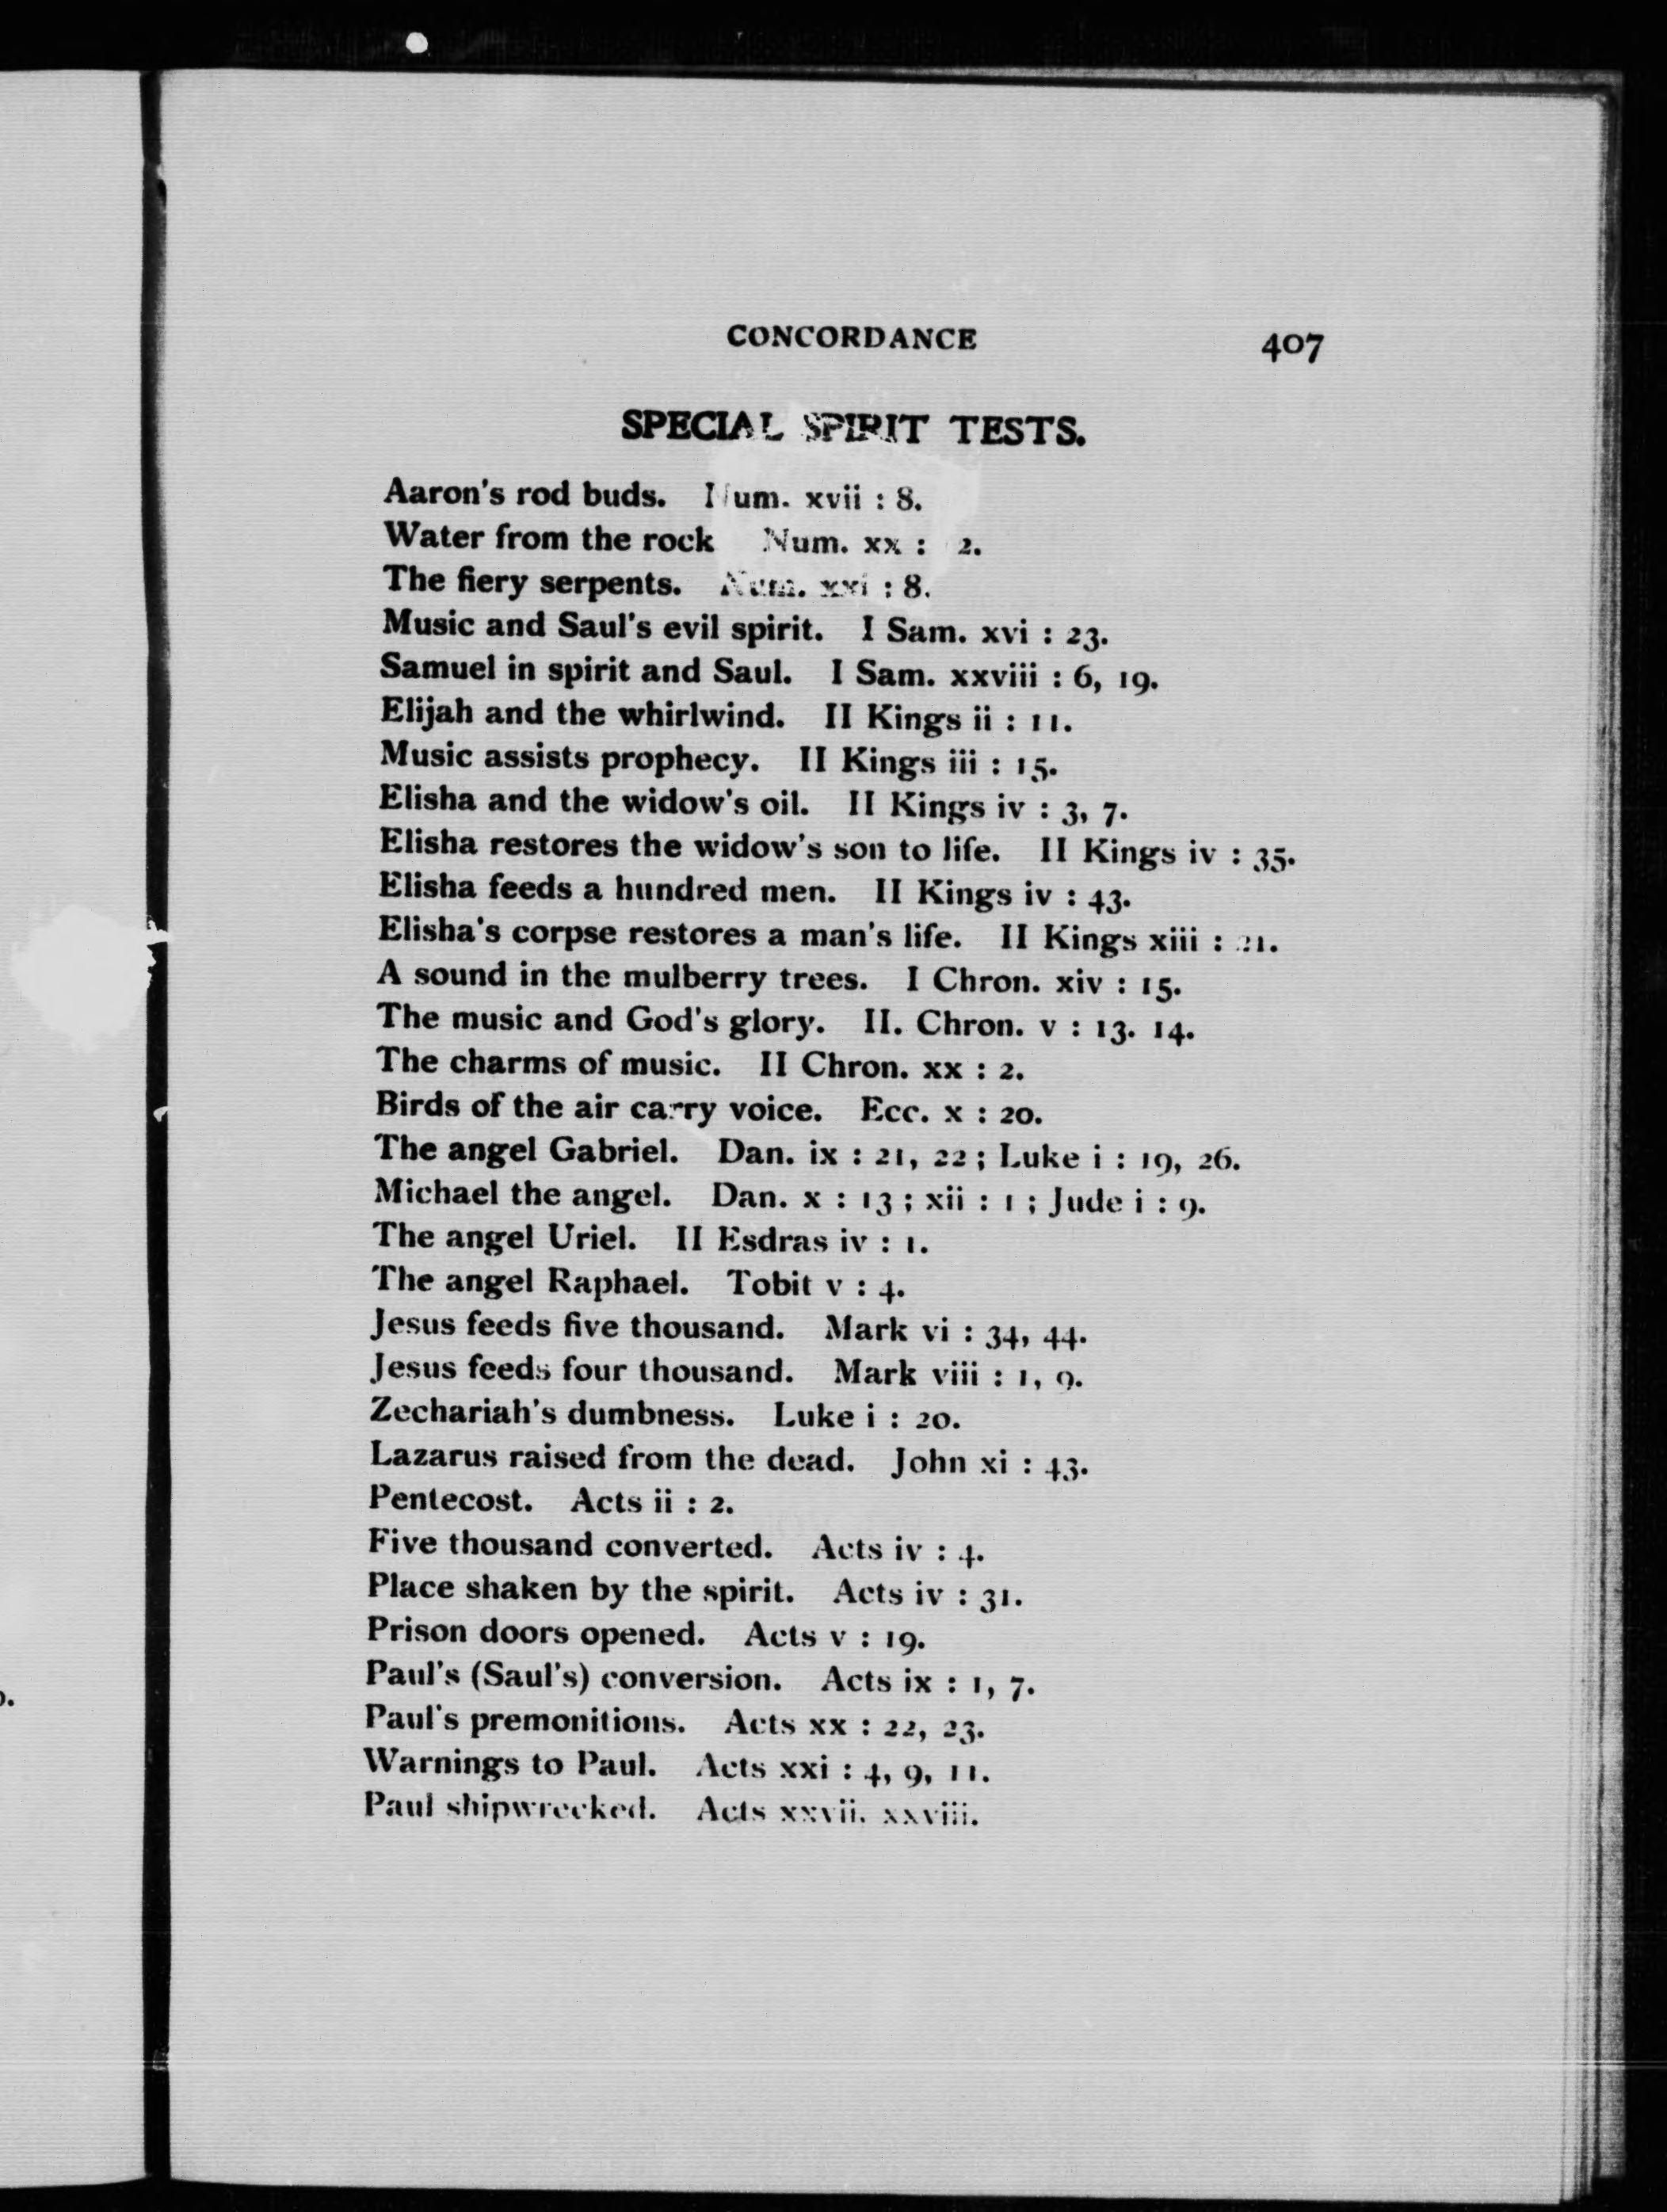 CONCORDANCE 407
SPECIAL SPIRIT TESTS.
Aaron's rod buds. Num. xvii : 8.
Water from the rock Num. xx : 2.
The fiery serpents. Num. xxi : 8.
Music and Saul's evil spirit. I Sam. xvi : 23.
Samuel in spirit and Saul. I Sam. xxviii : 6, 19.
Elijah and the whirlwind. II Kings ii : 11.
Music assists prophecy. II Kings iii : 15.
Elisha and the widow's oil. II Kings iv : 3, 7.
Elisha restores the widow's son to life. II Kings iv : 35.
Elisha feeds a hundred men. II Kings iv : 43.
Elisha's corpse restores a man's life. II Kings xiii : 21.
A sound in the mulberry trees. I Chron. xiv : 15.
The music and God's glory. II. Chron. v : 13. 14.
The charms of music. II Chron. xx : 2.
Birds of the air carry voice. Ecc. x : 20.
The angel Gabriel. Dan. ix : 21, 22 ; Luke i : 19, 26.
Michael the angel. Dan. x : 13 ; xii : 1 ; Jude i : 9.
The angel Uriel. II Esdras iv : 1.
The angel Raphael. Tobit v : 4.
Jesus feeds five thousand. Mark vi : 34, 44.
Jesus feeds four thousand. Mark viii : 1, 9.
Zechariah's dumbness. Luke i : 20.
Lazarus raised from the dead. John xi : 43.
Pentecost. Acts ii : 2.
Five thousand converted. Acts iv : 4.
Place shaken by the spirit. Acts iv : 31.
Prison doors opened. Acts v : 19.
Paul's (Saul's) conversion. Acts ix : 1, 7.
Paul's premonitions. Acts xx : 22, 23.
Warnings to Paul. Acts xxi : 4, 9, 11.
Paul shipwrecked. Acts xxvii. xxviii.